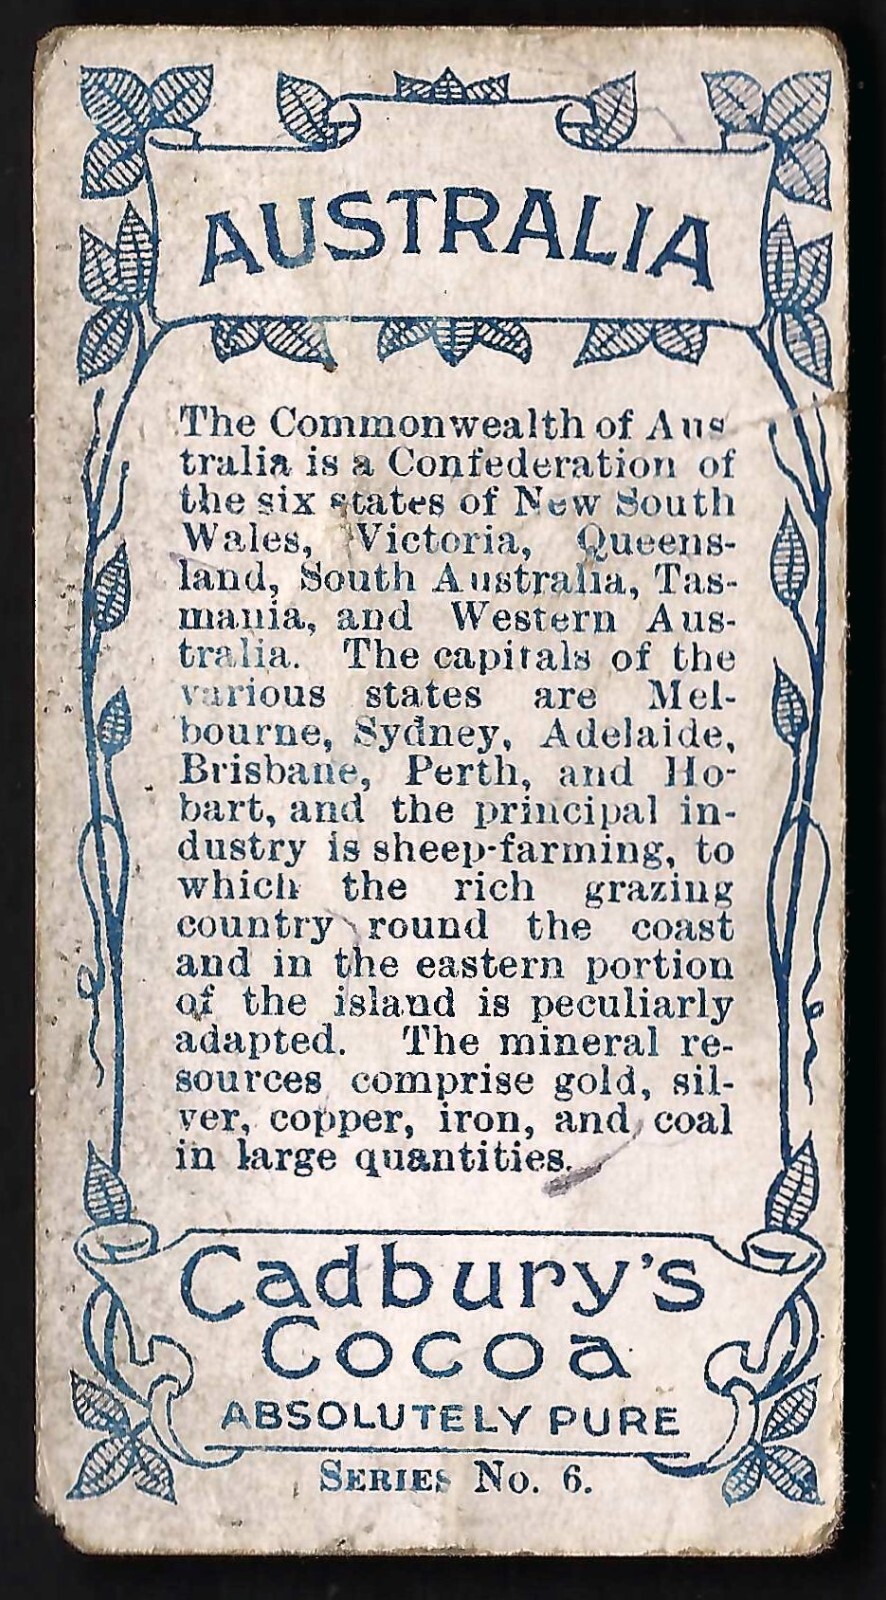 AUSTRALIA
The Commonwealth of Aus
tralia is a Confederation of
the six states of New South
Wales, Victoria, Queens-
land, South Australia, Tas-
mania, and Western Aus-
tralia. The capitals of the
various states are Mel-
bourne, Sydney, Adelaide,
Brisbane, Perth, and Ho-
bart, and the principal in-
dustry is sheep-farming, to
which the rich grazing
country round the coast
and in the eastern portion
of the island is peculiarly
adapted. The mineral re-
sources comprise gold, sil-
ver, copper, iron, and coal
in large quantities.
Cadbury's
Cocoa
ABSOLUTELY PURE
SERIES No. 6.